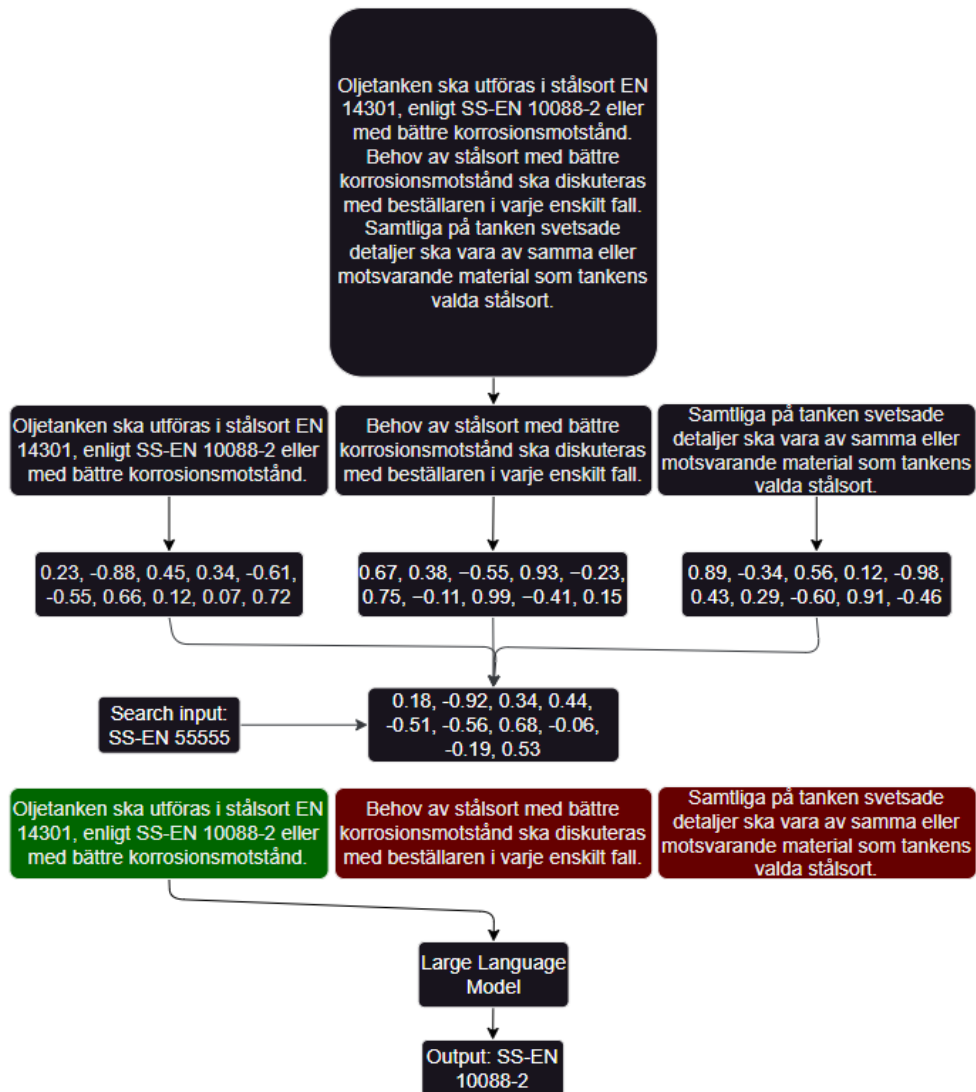 Oljetanken ska utföras i stålsort EN
14301, enligt SS-EN 10088-2 eller
med bättre korrosionsmotstånd.
Behov av stålsort med bättre
korrosionsmotstånd ska diskuteras
med beställaren i varje enskilt fall.
Samtliga på tanken svetsade
detaljer ska vara av samma eller
motsvarande material som tankens
valda stålsort.
Oljetanken ska utföras i stålsort EN
14301, enligt SS-EN 10088-2 eller
med bättre korrosionsmotstånd.
Behov av stålsort med bättre
korrosionsmotstånd ska diskuteras
med beställaren i varje enskilt fall.
Samtliga på tanken svetsade
detaljer ska vara av samma eller
motsvarande material som tankens
valda stålsort.
0.23, -0.88, 0.45, 0.34, -0.61,
-0.55, 0.66, 0.12, 0.07, 0.72
0.67, 0.38, −0.55, 0.93, −0.23,
0.75, −0.11, 0.99, −0.41, 0.15
0.89, -0.34, 0.56, 0.12, -0.98,
0.43, 0.29, -0.60, 0.91, -0.46
Search input:
SS-EN 55555
0.18, -0.92, 0.34, 0.44,
-0.51, -0.56, 0.68, -0.06,
-0.19, 0.53
Oljetanken ska utföras i stålsort EN
14301, enligt SS-EN 10088-2 eller
med bättre korrosionsmotstånd.
Behov av stålsort med bättre
korrosionsmotstånd ska diskuteras
med beställaren i varje enskilt fall.
Samtliga på tanken svetsade
detaljer ska vara av samma eller
motsvarande material som tankens
valda stålsort.
Large Language
Model
Output: SS-EN
10088-2